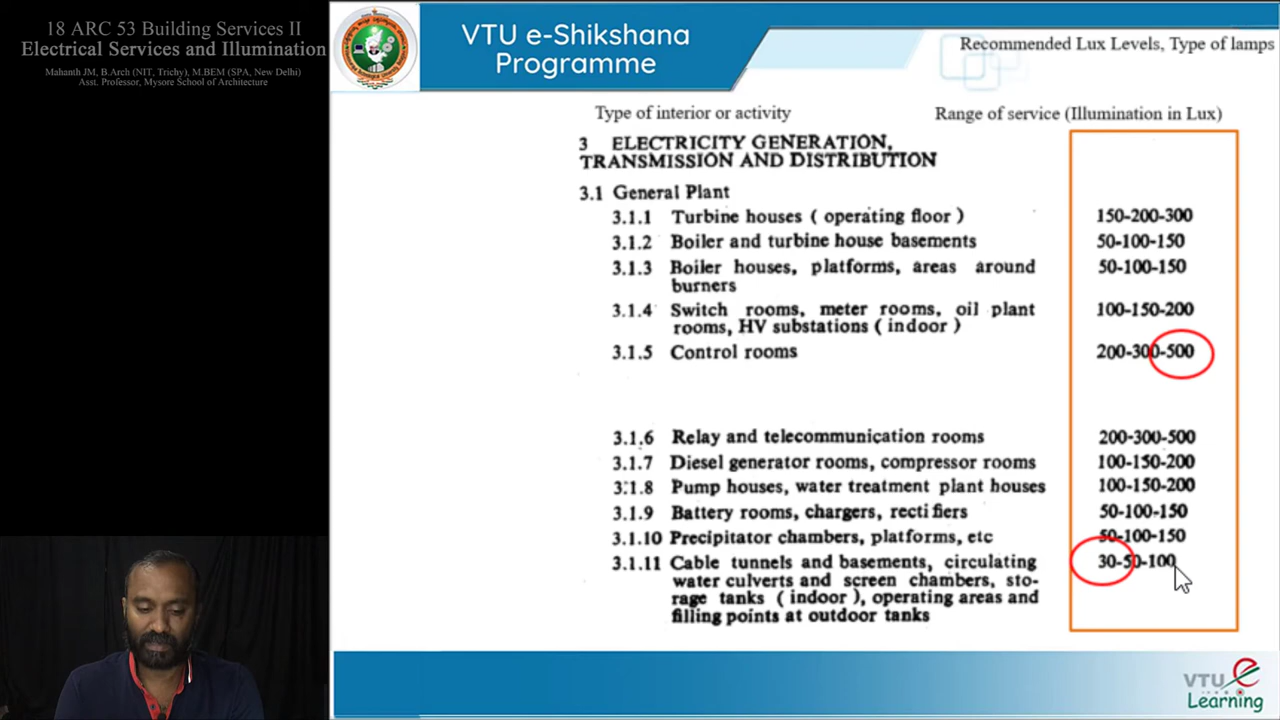 18 ARC 53 Building Services II
Electrical Services and Illumination
Mahanth JM, B.Arch (NIT, Trichy), M.BEM (SPA, New Delhi)
Asst. Professor, Mysore School of Architecture
VTU e-Shikshana
Programme
Recommended Lux Levels, Type of lamps
Type of interior or activity Range of service (Illumination in Lux)
3 ELECTRICITY GENERATION,
TRANSMISSION AND DISTRIBUTION
3.1 General Plant
3.1.1 Turbine houses ( operating floor ) 150-200-300
3.1.2 Boiler and turbine house basements 50-100-150
3.1.3 Boiler houses, platforms, areas around 50-100-150
burners
3.1.4 Switch rooms, meter rooms, oil plant 100-150-200
rooms, HV substations ( indoor )
3.1.5 Control rooms 200-300-500
3.1.6 Relay and telecommunication rooms 200-300-500
3.1.7 Diesel generator rooms, compressor rooms 100-150-200
3.1.8 Pump houses, water treatment plant houses 100-150-200
3.1.9 Battery rooms, chargers, rectifiers 50-100-150
3.1.10 Precipitator chambers, platforms, etc 50-100-150
3.1.11 Cable tunnels and basements, circulating 30-50-100
water culverts and screen chambers, sto-
rage tanks ( indoor ), operating areas and
filling points at outdoor tanks
VTU e
Learning